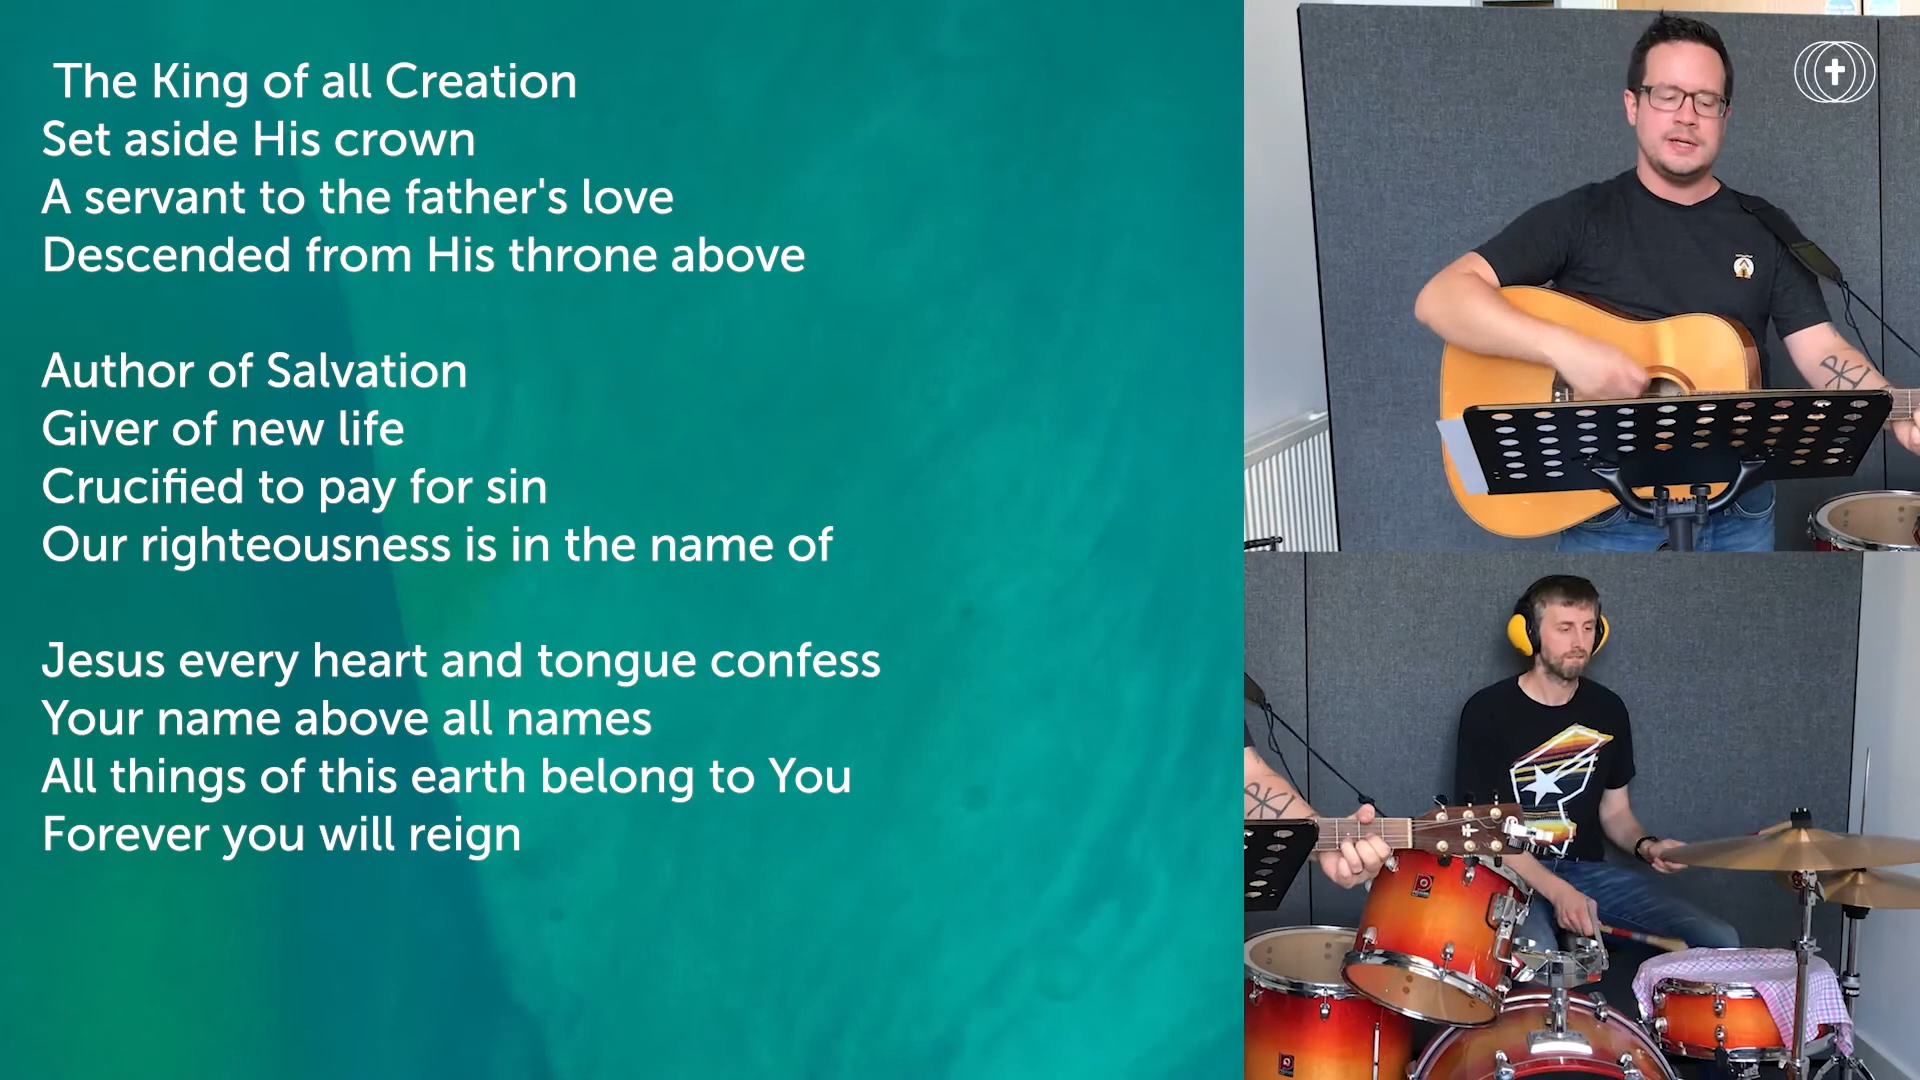 The King of all Creation
Set aside His crown
A servant to the father's love
Descended from His throne above
Author of Salvation
Giver of new life
Crucified to pay for sin
Our righteousness is in the name of
Jesus every heart and tongue confess
Your name above all names
All things of this earth belong to You
Forever you will reign